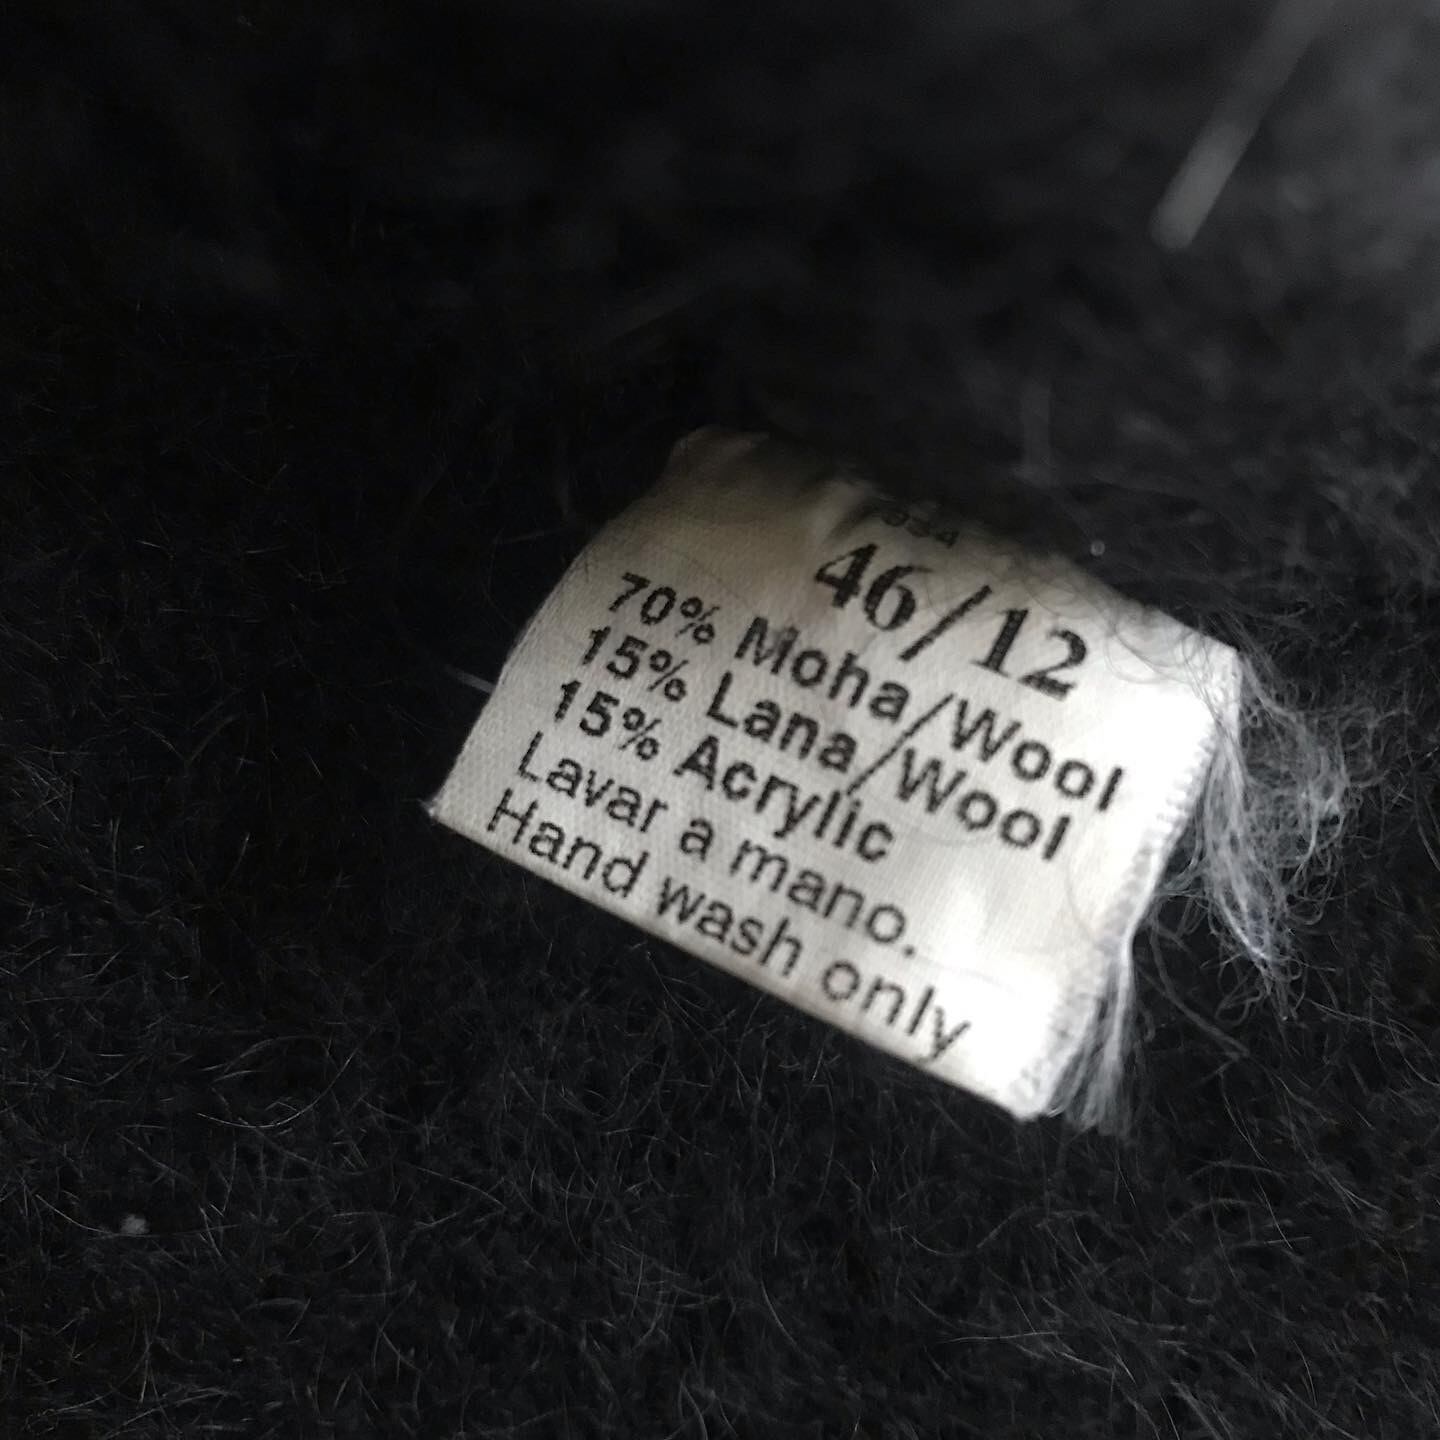 46/12
70% Moha/Wool
15% Lana/Wool
15% Acrylic
Lavar a mano.
Hand wash only